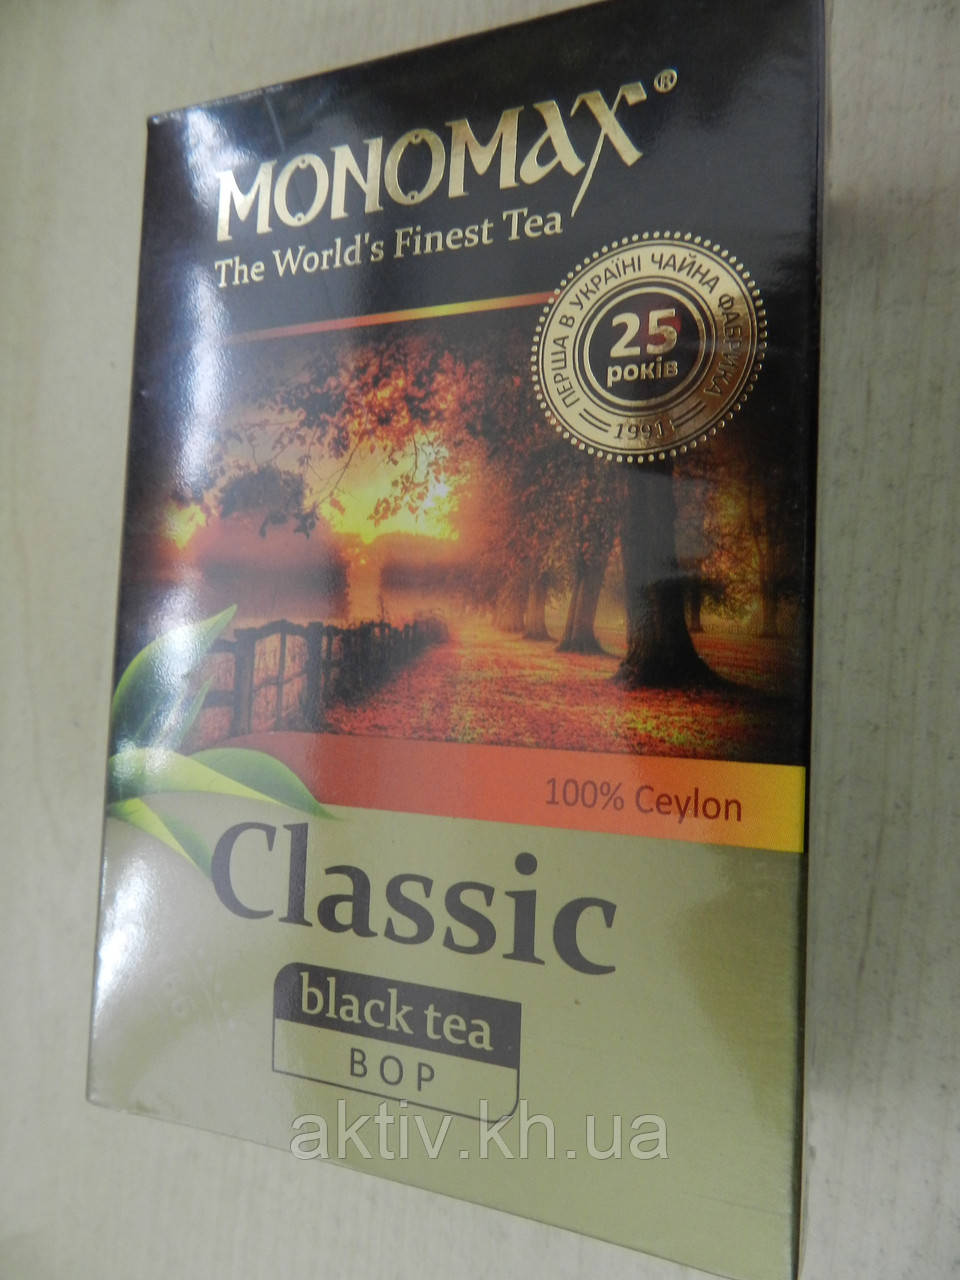 MONOMAX®
The World's Finest Tea
ПЕРША В УКРАЇНІ ЧАЙНА ФАБРИКА
25
років
1991
100% Ceylon
Classic
black tea
BOP
aktiv.kh.ua